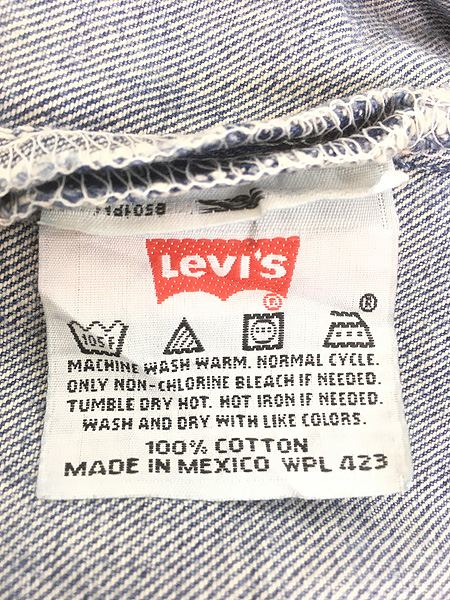 LEVI'S
®
®
105F
MACHINE WASH WARM. NORMAL CYCLE.
ONLY NON-CHLORINE BLEACH IF NEEDED.
TUMBLE DRY HOT. HOT IRON IF NEEDED.
WASH AND DRY WITH LIKE COLORS.
100% COTTON
MADE IN MEXICO WPL 423